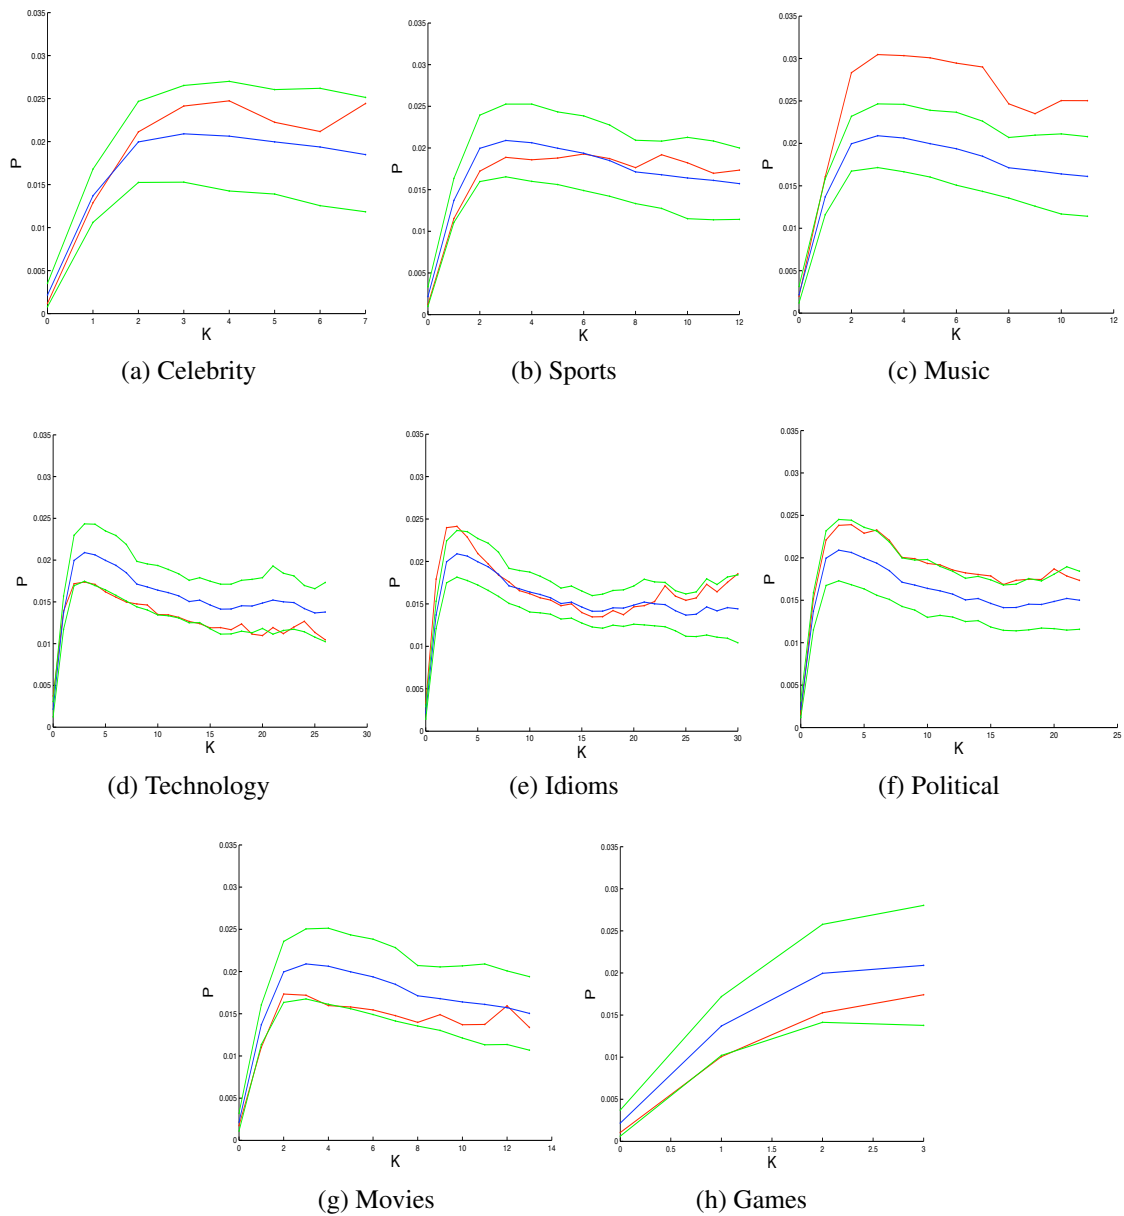 0.035
0.03
0.025
0.02
0.015
0.01
0.005
0
P
0 1 2 3 4 5 6 7
K
(a) Celebrity
0.035
0.03
0.025
0.02
0.015
0.01
0.005
0
P
0 2 4 6 8 10 12
K
(b) Sports
0.035
0.03
0.025
0.02
0.015
0.01
0.005
0
P
0 2 4 6 8 10 12
K
(c) Music
0.035
0.03
0.025
0.02
0.015
0.01
0.005
0
P
0 5 10 15 20 25 30
K
(d) Technology
0.035
0.03
0.025
0.02
0.015
0.01
0.005
0
P
0 5 10 15 20 25 30
K
(e) Idioms
0.035
0.03
0.025
0.02
0.015
0.01
0.005
0
P
0 5 10 15 20 25
K
(f) Political
0.035
0.03
0.025
0.02
0.015
0.01
0.005
0
P
0 2 4 6 8 10 12 14
K
(g) Movies
0.035
0.03
0.025
0.02
0.015
0.01
0.005
0
P
0 0.5 1 1.5 2 2.5 3
K
(h) Games